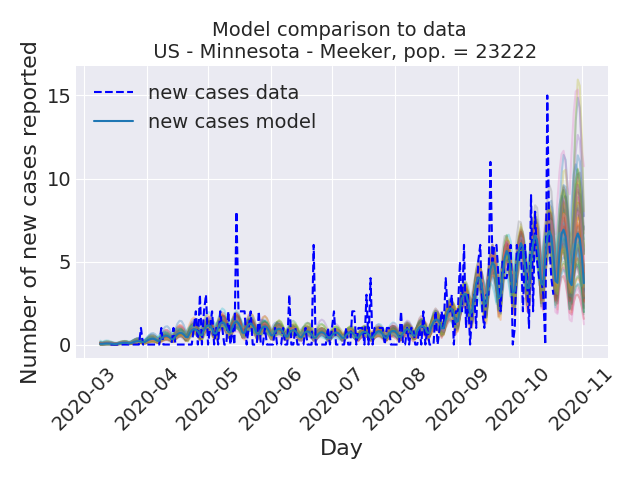 Model comparison to data
US - Minnesota - Meeker, pop. = 23222
Number of new cases reported
15
10
5
0
new cases data
new cases model
2020-03
2020-04
2020-05
2020-06
2020-07
2020-08
2020-09
2020-10
2020-11
Day